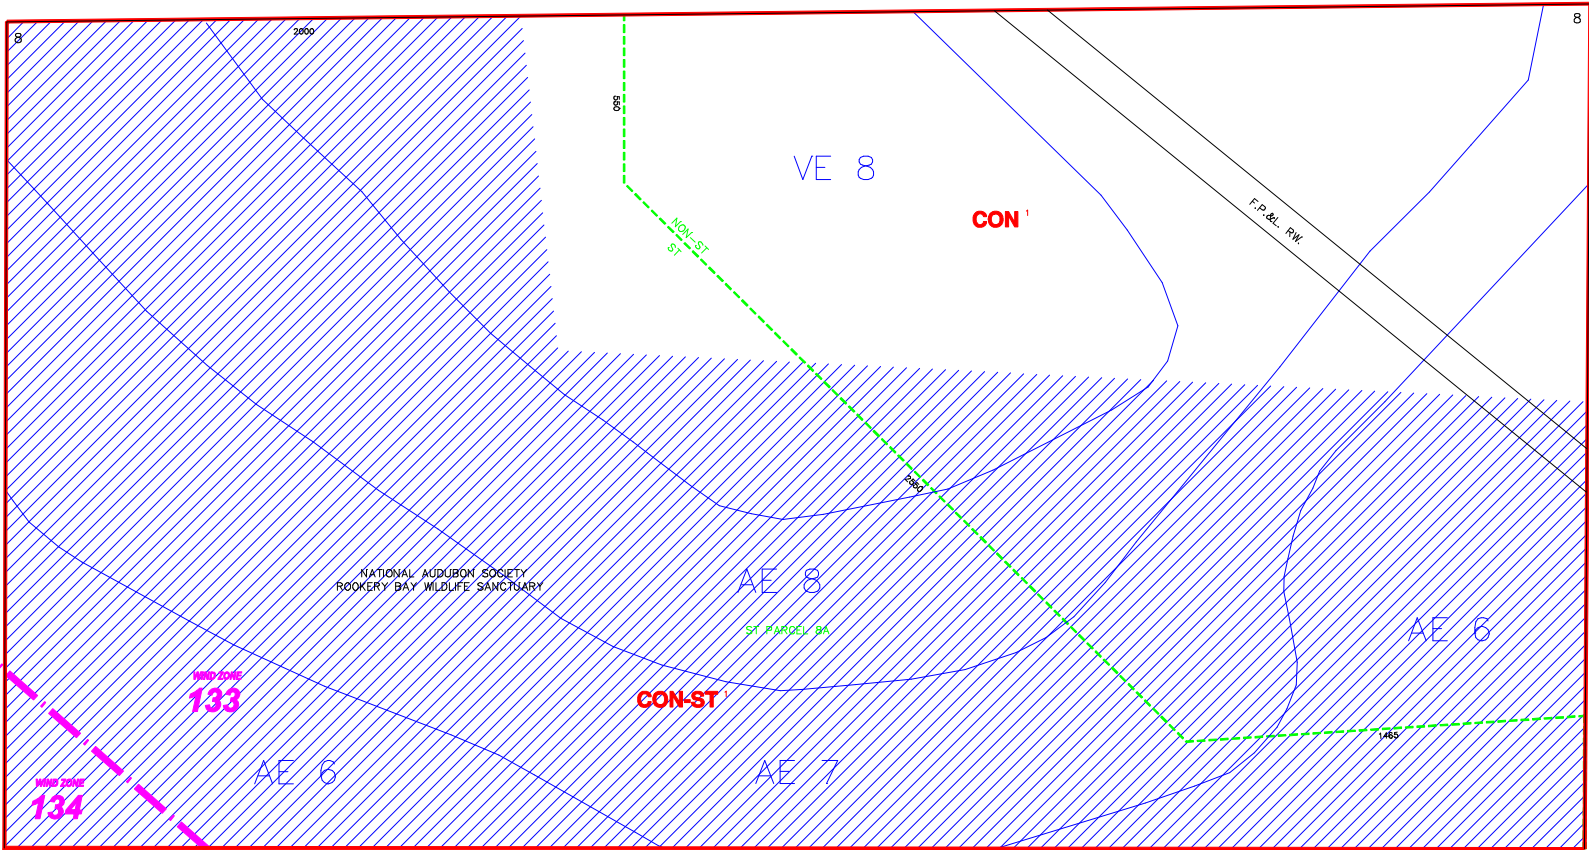 8
2000
8
550
VE 8
NON-ST
ST
CON 1
F.P.&L. RW.
2550
NATIONAL AUDUBON SOCIETY
ROOKERY BAY WILDLIFE SANCTUARY
AE 8
ST PARCEL 8A
AE 6
WIND ZONE
133
CON-ST 1
1465
AE 6
AE 7
WIND ZONE
134